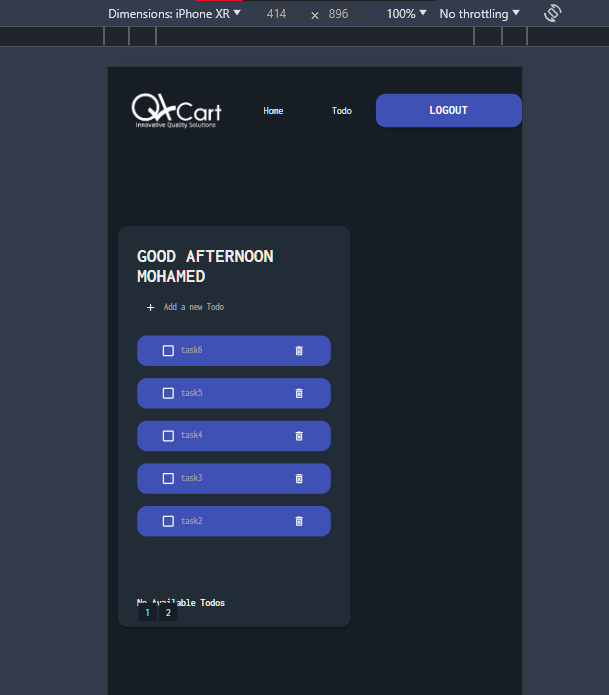 Dimensions: iPhone XR ▼ 414 × 896 100% ▼ No throttling ▼
QACart
Innovative Quality Solutions
Home Todo LOGOUT
GOOD AFTERNOON
MOHAMED
+ Add a new Todo
task6
task5
task4
task3
task2
No Available Todos
1 2